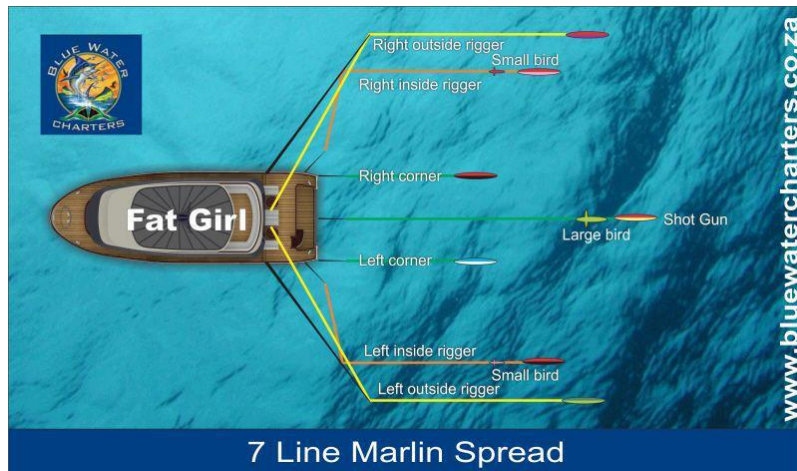 BLUE WATER
CHARTERS
Right outside rigger
Small bird
Right inside rigger
Right corner
Fat Girl
Shot Gun
Large bird
Left corner
Left inside rigger
Small bird
Left outside rigger
www.bluewatercharters.co.za
7 Line Marlin Spread